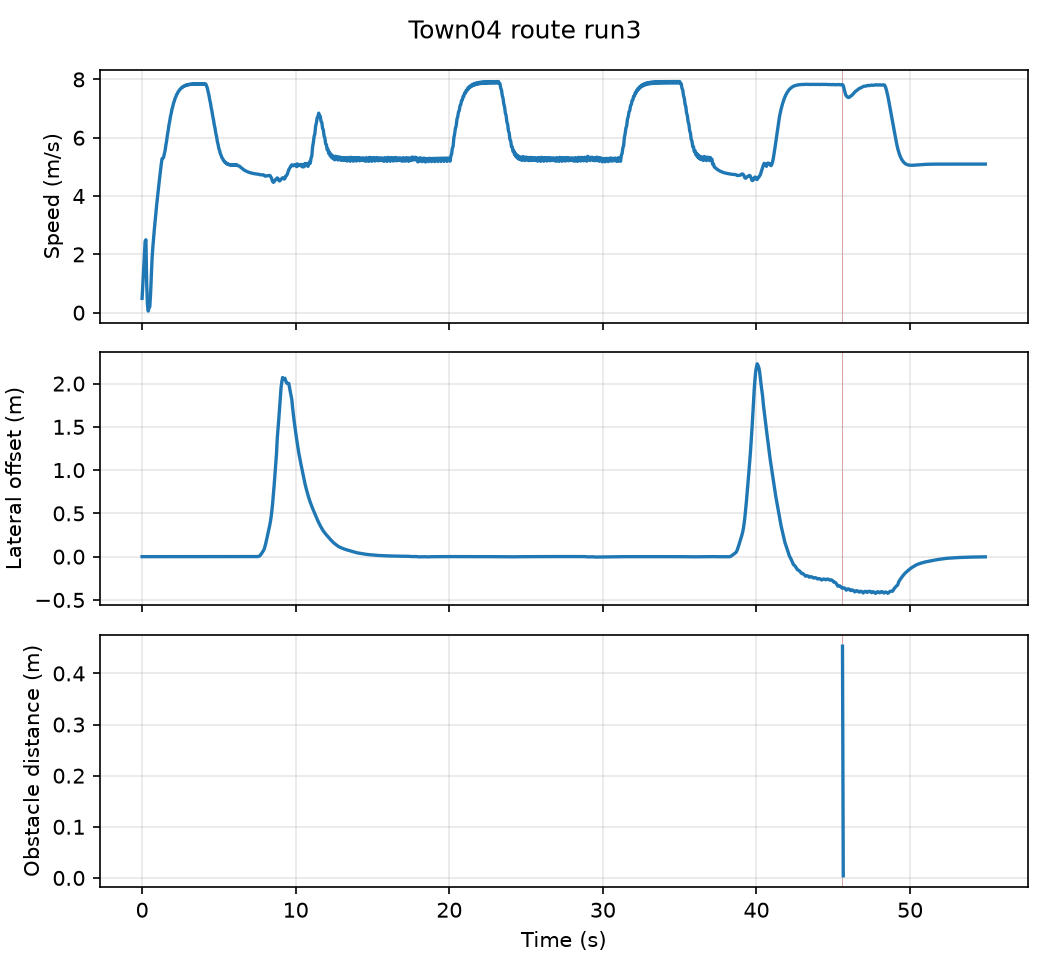 Town04 route run3
8
6
4
2
0
Speed (m/s)
2.0
1.5
1.0
0.5
0.0
−0.5
Lateral offset (m)
0.4
0.3
0.2
0.1
0.0
Obstacle distance (m)
0 10 20 30 40 50
Time (s)